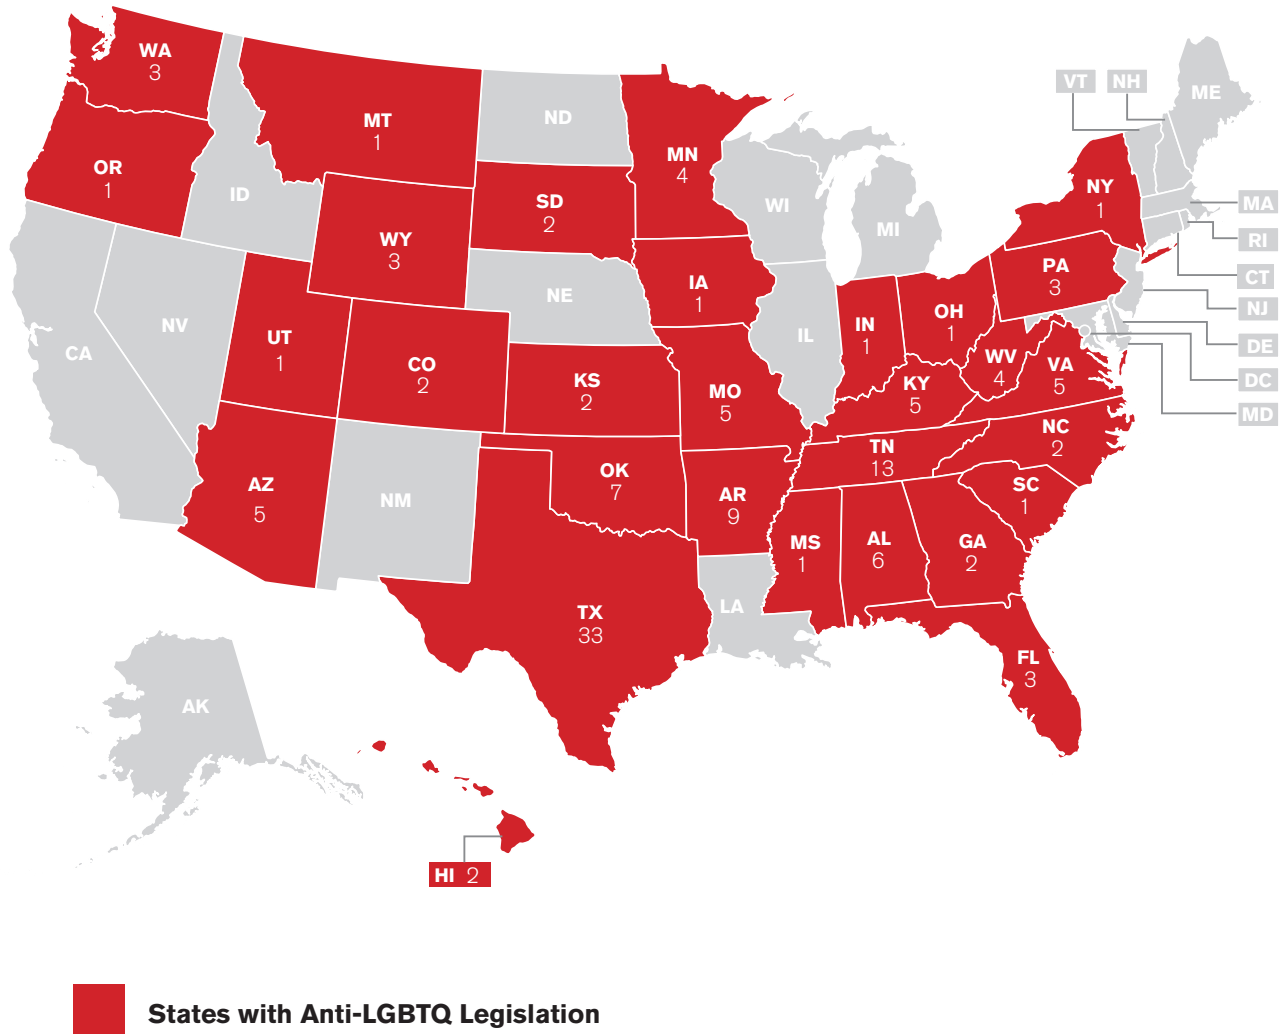 WA
3
VT
NH
ME
MT
1
ND
OR
1
MN
4
ID
SD
2
WI
MI
NY
1
MA
RI
WY
3
PA
3
CT
NE
IA
1
NJ
NV
UT
1
CA
CO
2
IL
IN
1
OH
1
WV
4
VA
5
DE
DC
MD
KS
2
MO
5
KY
5
NC
2
TN
13
AZ
5
NM
OK
7
AR
9
SC
1
MS
1
AL
6
GA
2
LA
TX
33
FL
3
AK
HI 2
States with Anti-LGBTQ Legislation